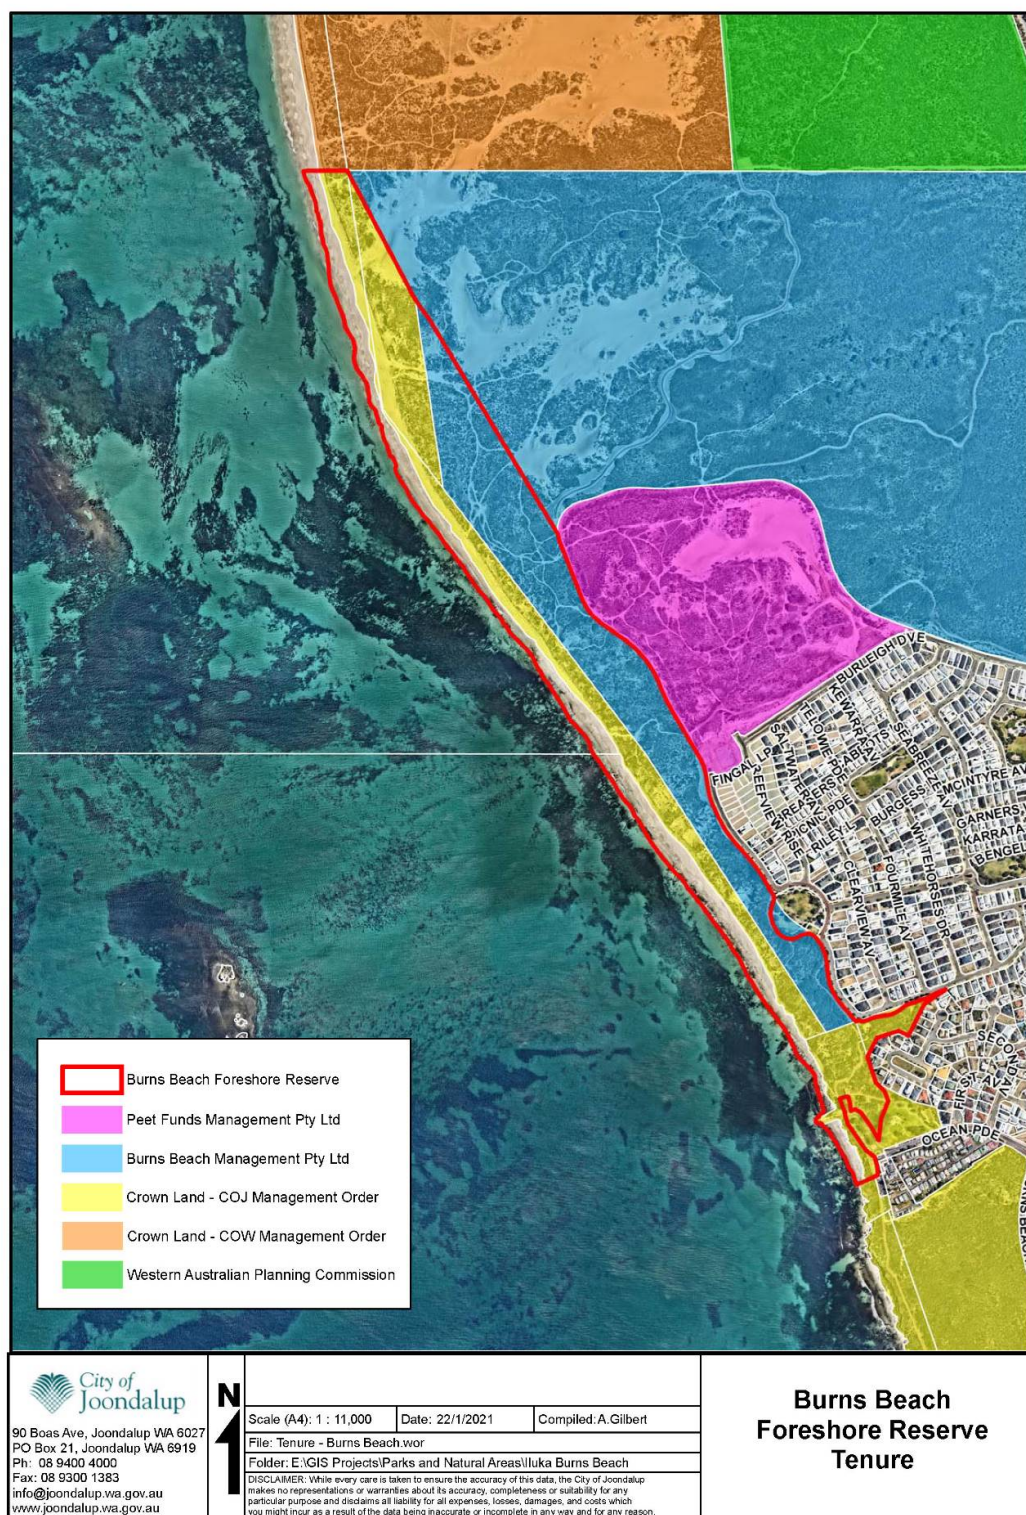 BURLEIGH DVE
KEWARRA
TELOWIE PDE
ABBOTS
SEABREEZE AV
MCINTYRE AV
FINGAL LP
BURGESS
GARNERS
KARRATA
BENGEL
RILEY L
WHITEHORSES DR
FOURMILE AV
CLEARVIEW AV
SECOND AV
FIRST AV
OCEAN PDE
Burns Beach Foreshore Reserve
Peet Funds Management Pty Ltd
Burns Beach Management Pty Ltd
Crown Land - COJ Management Order
Crown Land - COW Management Order
Western Australian Planning Commission
City of
Joondalup
90 Boas Ave, Joondalup WA 6027
PO Box 21, Joondalup WA 6919
Ph: 08 9400 4000
Fax: 08 9300 1383
info@joondalup.wa.gov.au
www.joondalup.wa.gov.au
N
Scale (A4): 1 : 11,000
Date: 22/1/2021
Compiled: A.Gilbert
File: Tenure - Burns Beach.wor
Folder: E:\GIS Projects\Parks and Natural Areas\Iluka Burns Beach
DISCLAIMER: While every care is taken to ensure the accuracy of this data, the City of Joondalup
makes no representations or warranties about its accuracy, completeness or suitability for any
particular purpose and disclaims all liability for all expenses, losses, damages, and costs which
you might incur as a result of the data being inaccurate or incomplete in any way and for any reason.
Burns Beach
Foreshore Reserve
Tenure